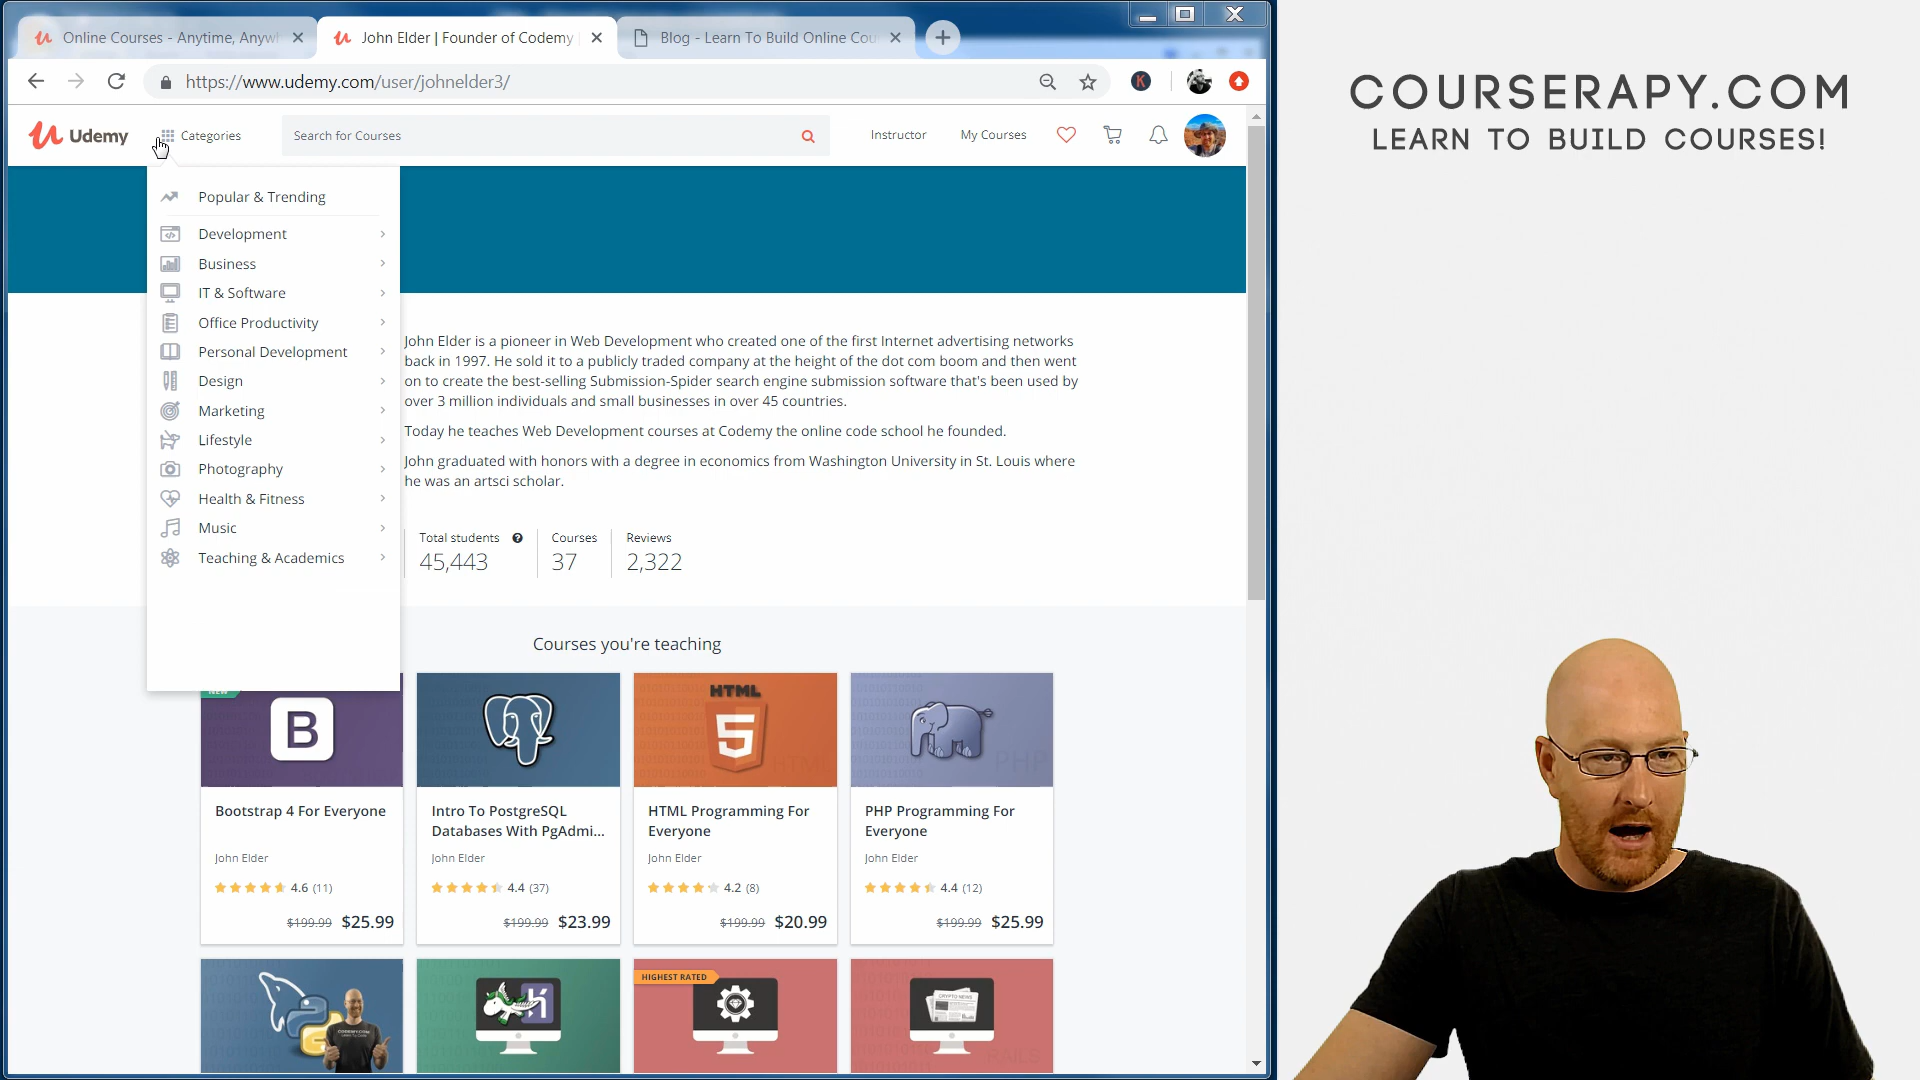 Online Courses - Anytime, Anyw
John Elder | Founder of Codemy
Blog - Learn To Build Online Cou
https://www.udemy.com/user/johnelder3/
K
Udemy
Categories
Search for Courses
Instructor
My Courses
Popular & Trending
Development
Business
IT & Software
Office Productivity
Personal Development
Design
Marketing
Lifestyle
Photography
Health & Fitness
Music
Teaching & Academics
John Elder is a pioneer in Web Development who created one of the first Internet advertising networks
back in 1997. He sold it to a publicly traded company at the height of the dot com boom and then went
on to create the best-selling Submission-Spider search engine submission software that's been used by
over 3 million individuals and small businesses in over 45 countries.
Today he teaches Web Development courses at Codemy the online code school he founded.
John graduated with honors with a degree in economics from Washington University in St. Louis where
he was an artsci scholar.
Total students
45,443
Courses
37
Reviews
2,322
Courses you're teaching
NEW
B
HTML
5
HTML
PHP
Bootstrap 4 For Everyone
John Elder
4.6 (11)
$199.99 $25.99
Intro To PostgreSQL
Databases With PgAdmi...
John Elder
4.4 (37)
$199.99 $23.99
HTML Programming For
Everyone
John Elder
4.2 (8)
$199.99 $20.99
PHP Programming For
Everyone
John Elder
4.4 (12)
$199.99 $25.99
HIGHEST RATED
CRYPTO NEWS
RAILS
COURSERAPY.COM
LEARN TO BUILD COURSES!